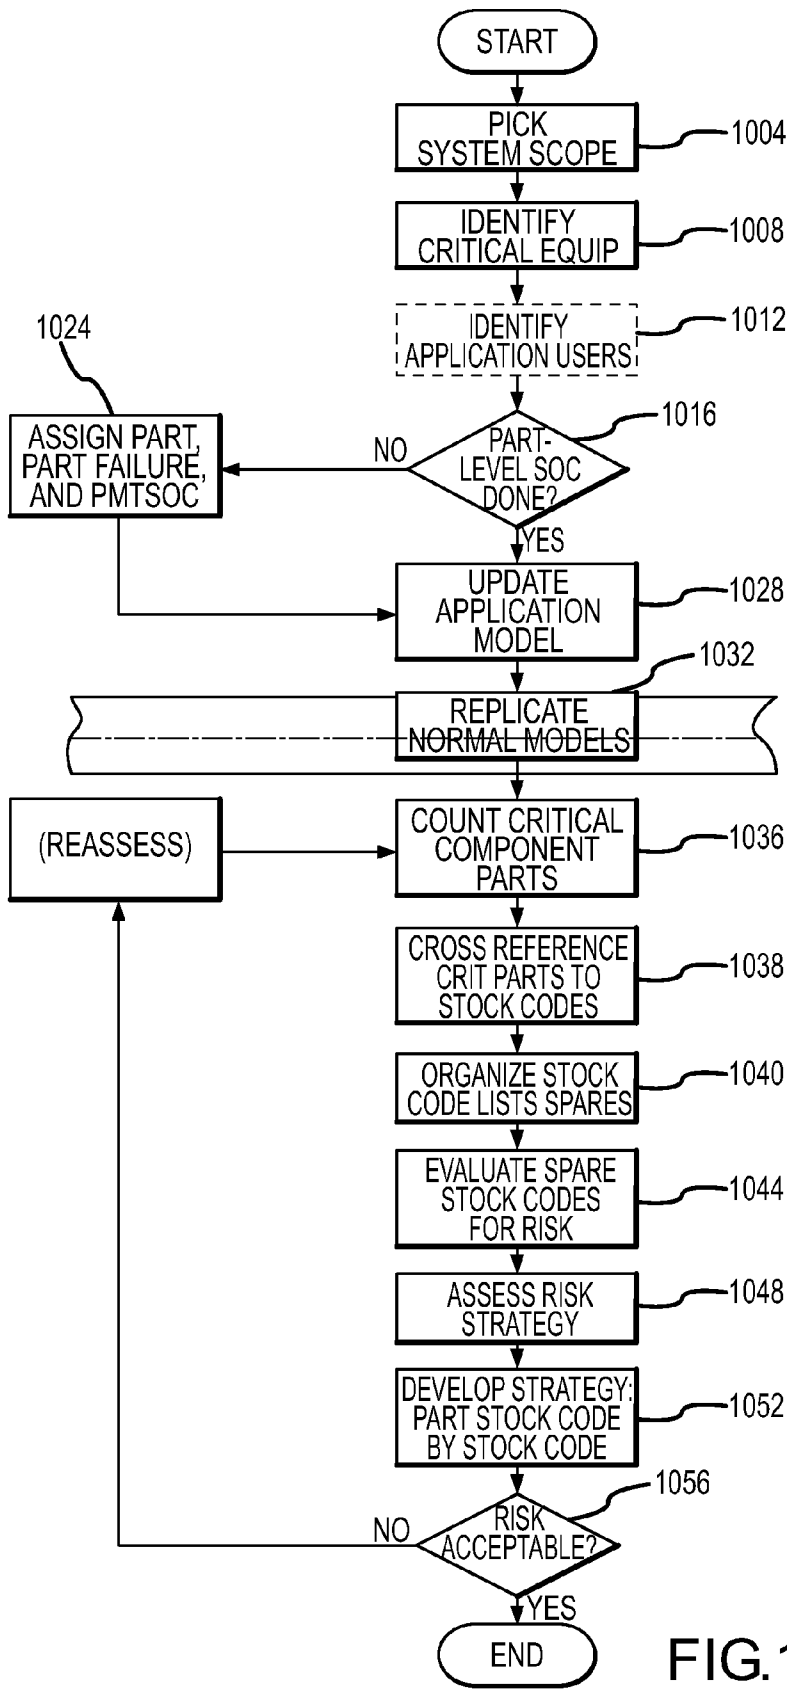 START
PICK
SYSTEM SCOPE
1004
IDENTIFY
CRITICAL EQUIP
1008
IDENTIFY
APPLICATION USERS
1012
1024
ASSIGN PART,
PART FAILURE,
AND PMTSOC
NO
PART-
LEVEL SOC
DONE?
1016
YES
UPDATE
APPLICATION
MODEL
1028
REPLICATE
NORMAL MODELS
1032
(REASSESS)
COUNT CRITICAL
COMPONENT
PARTS
1036
CROSS REFERENCE
CRIT PARTS TO
STOCK CODES
1038
ORGANIZE STOCK
CODE LISTS SPARES
1040
EVALUATE SPARE
STOCK CODES
FOR RISK
1044
ASSESS RISK
STRATEGY
1048
DEVELOP STRATEGY:
PART STOCK CODE
BY STOCK CODE
1052
NO
RISK
ACCEPTABLE?
1056
YES
END
FIG.